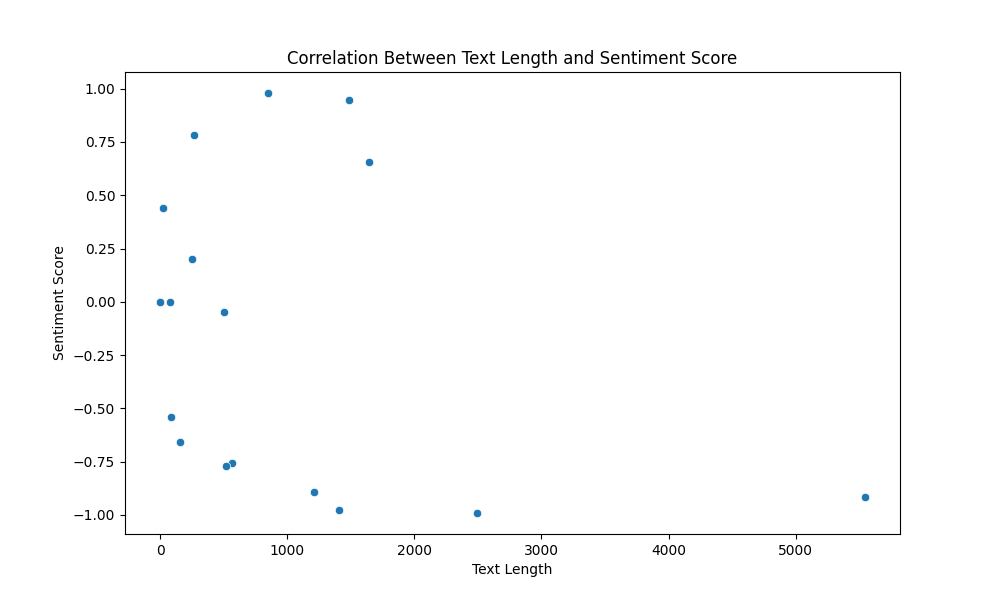 Correlation Between Text Length and Sentiment Score
1.00
0.75
0.50
0.25
0.00
−0.25
−0.50
−0.75
−1.00
Sentiment Score
0 1000 2000 3000 4000 5000
Text Length